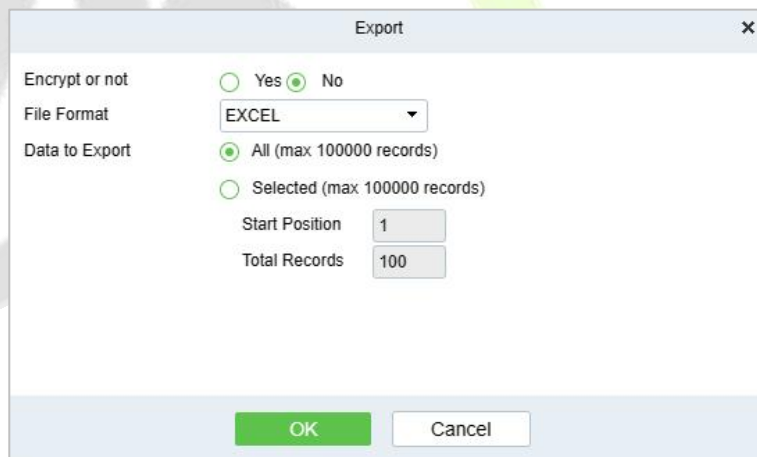 Export
Encrypt or not Yes No
File Format EXCEL
Data to Export All (max 100000 records)
Selected (max 100000 records)
Start Position 1
Total Records 100
OK Cancel